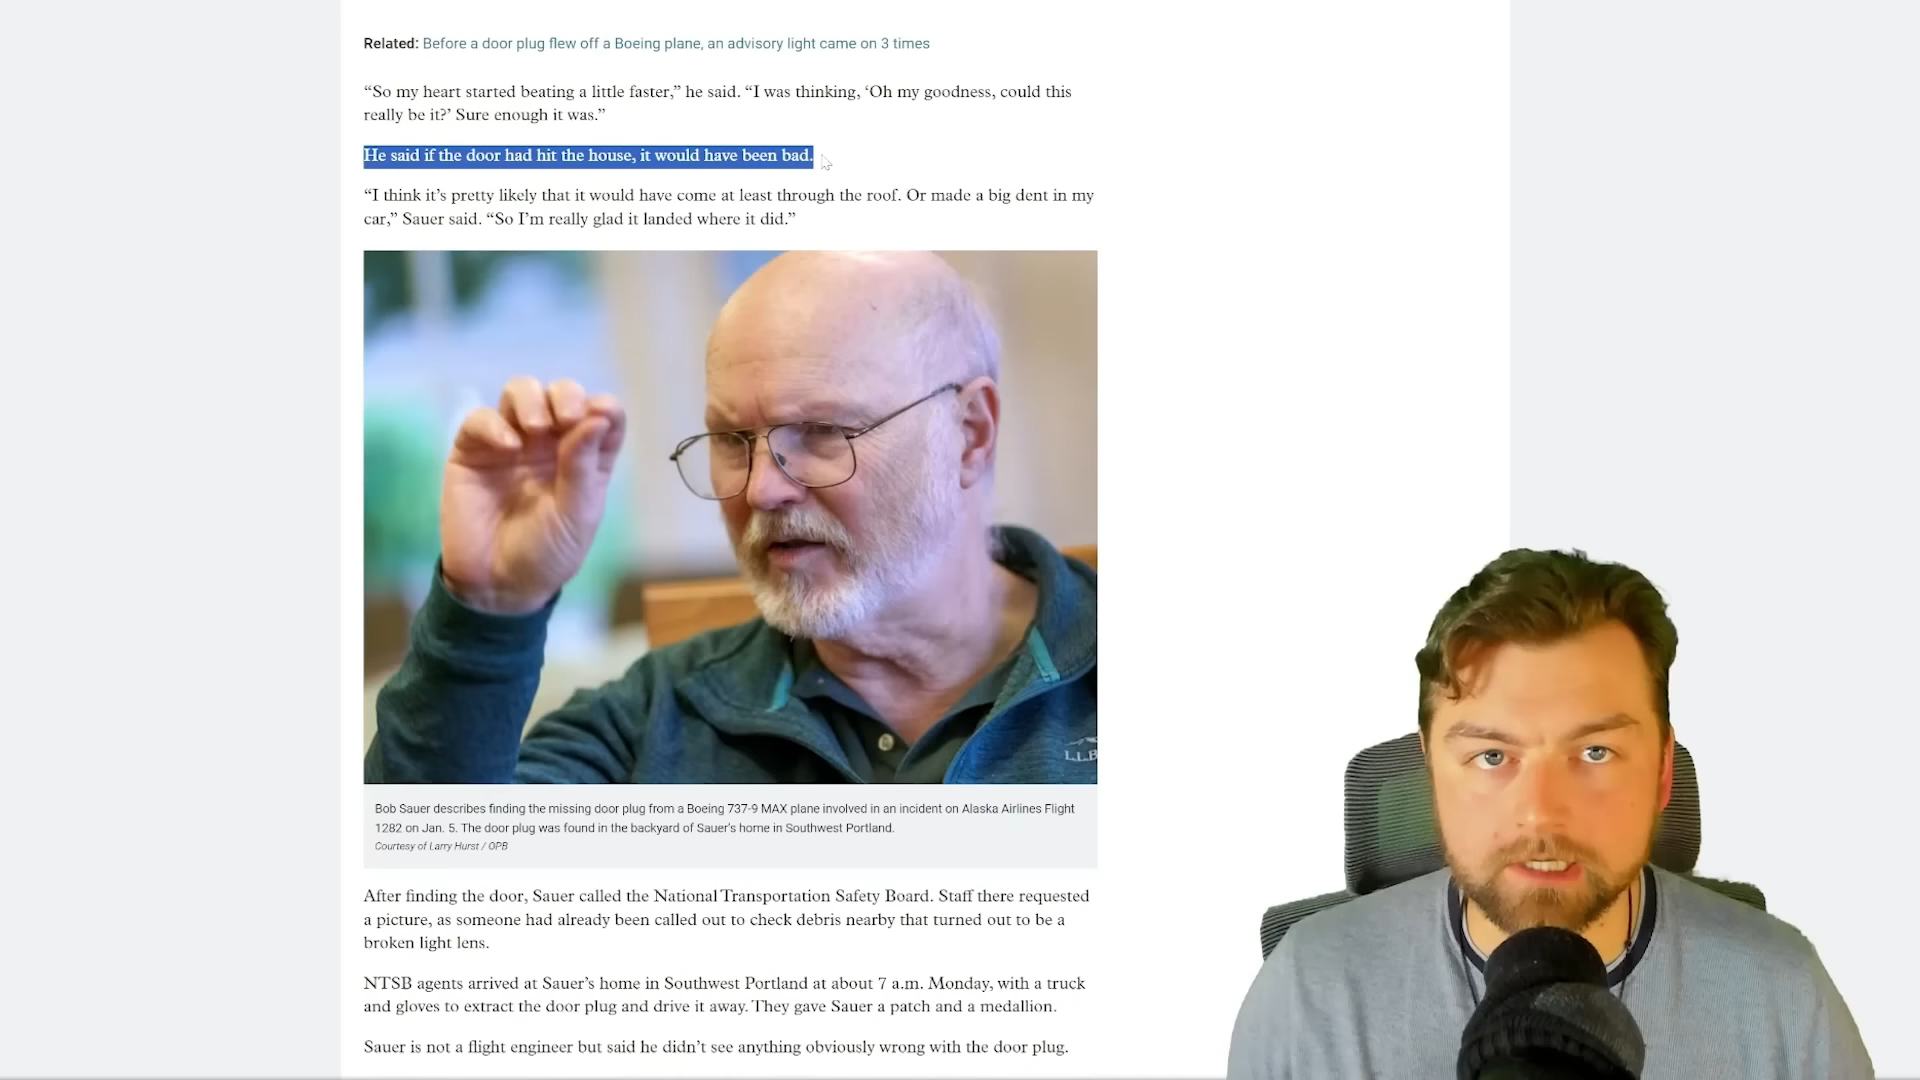 Related: Before a door plug flew off a Boeing plane, an advisory light came on 3 times
“So my heart started beating a little faster,” he said. “I was thinking, ‘Oh my goodness, could this
really be it?’ Sure enough it was.”
He said if the door had hit the house, it would have been bad.
“I think it’s pretty likely that it would have come at least through the roof. Or made a big dent in my
car,” Sauer said. “So I’m really glad it landed where it did.”
L.L.B
Bob Sauer describes finding the missing door plug from a Boeing 737-9 MAX plane involved in an incident on Alaska Airlines Flight
1282 on Jan. 5. The door plug was found in the backyard of Sauer's home in Southwest Portland.
Courtesy of Larry Hurst / OPB
After finding the door, Sauer called the National Transportation Safety Board. Staff there requested
a picture, as someone had already been called out to check debris nearby that turned out to be a
broken light lens.
NTSB agents arrived at Sauer’s home in Southwest Portland at about 7 a.m. Monday, with a truck
and gloves to extract the door plug and drive it away. They gave Sauer a patch and a medallion.
Sauer is not a flight engineer but said he didn’t see anything obviously wrong with the door plug.